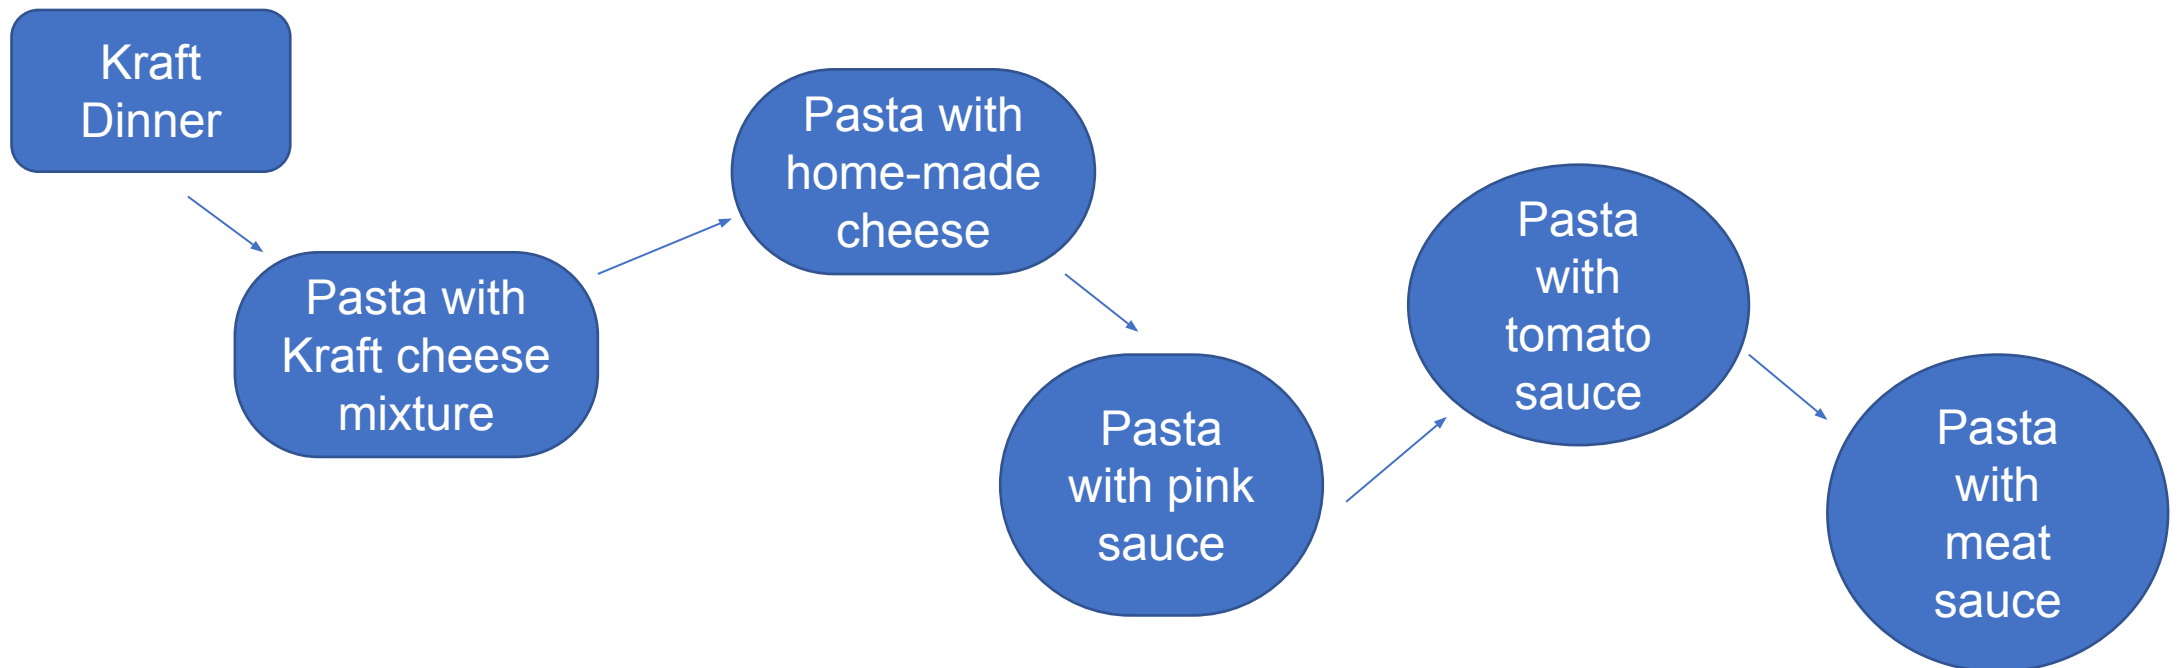 Kraft
Dinner
Pasta with
Kraft cheese
mixture
Pasta with
home-made
cheese
Pasta
with pink
sauce
Pasta
with
tomato
sauce
Pasta
with
meat
sauce